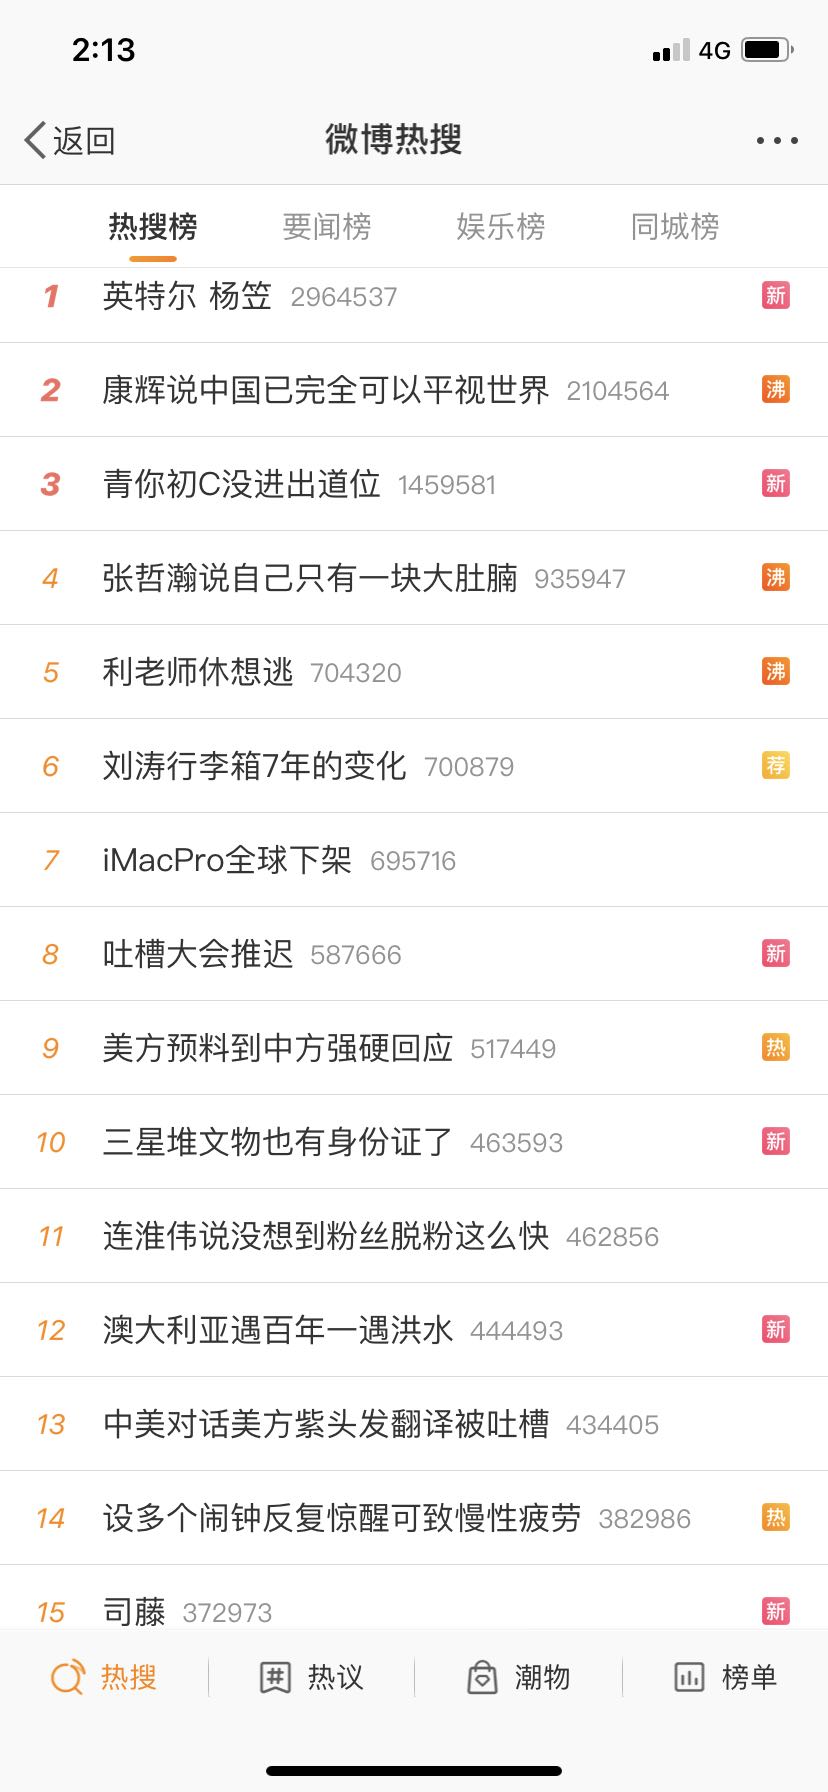 2:13 4G
返回 微博热搜
热搜榜 要闻榜 娱乐榜 同城榜
1 英特尔 杨笠 2964537 新
2 康辉说中国已完全可以平视世界 2104564 沸
3 青你初C没进出道位 1459581 新
4 张哲瀚说自己只有一块大肚腩 935947 沸
5 利老师休想逃 704320 沸
6 刘涛行李箱7年的变化 700879 荐
7 iMacPro全球下架 695716
8 吐槽大会推迟 587666 新
9 美方预料到中方强硬回应 517449 热
10 三星堆文物也有身份证了 463593 新
11 连淮伟说没想到粉丝脱粉这么快 462856
12 澳大利亚遇百年一遇洪水 444493 新
13 中美对话美方紫头发翻译被吐槽 434405
14 设多个闹钟反复惊醒可致慢性疲劳 382986 热
15 司藤 372973 新
热搜 热议 潮物 榜单